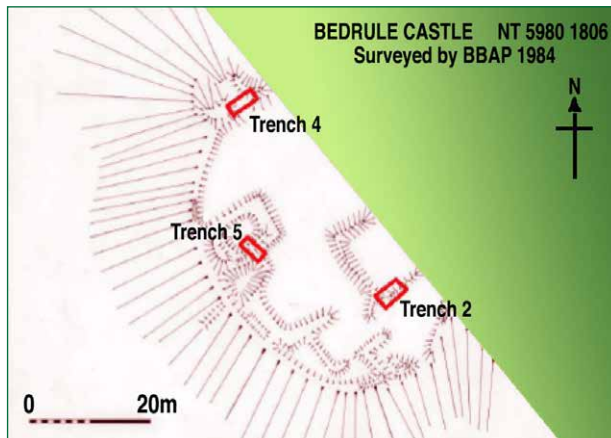 BEDRULE CASTLE NT 5980 1806
Surveyed by BBAP 1984
N
Trench 4
Trench 5
Trench 2
0 20m